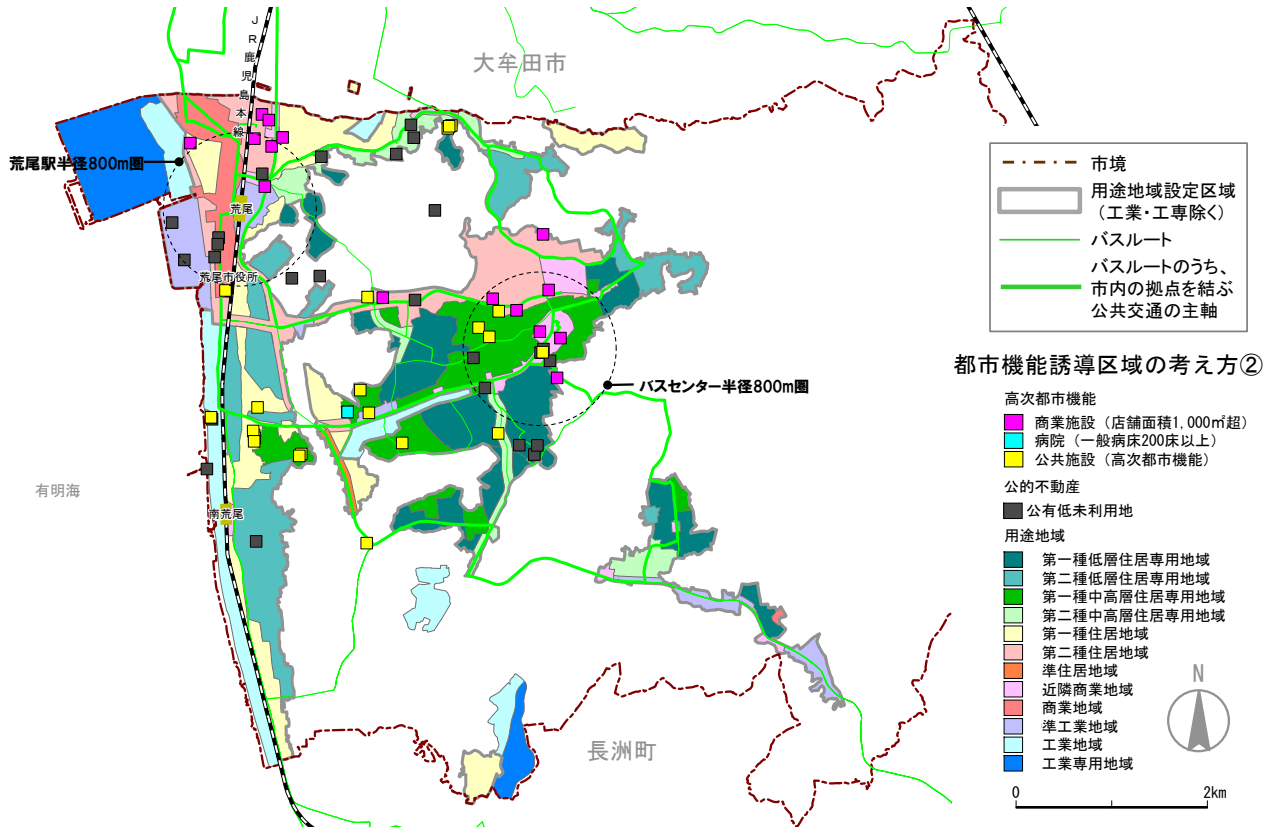 JR鹿児島本線
大牟田市
荒尾駅半径800m圏
荒尾
荒尾市役所
バスセンター半径800m圏
有明海
南荒尾
長洲町
市境
用途地域設定区域
（工業・工専除く）
バスルート
バスルートのうち、
市内の拠点を結ぶ
公共交通の主軸
都市機能誘導区域の考え方②
高次都市機能
商業施設（店舗面積1,000㎡超）
病院（一般病床200床以上）
公共施設（高次都市機能）
公的不動産
公有低未利用地
用途地域
第一種低層住居専用地域
第二種低層住居専用地域
第一種中高層住居専用地域
第二種中高層住居専用地域
第一種住居地域
第二種住居地域
準住居地域
近隣商業地域
商業地域
準工業地域
工業地域
工業専用地域
N
0 2km